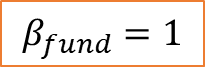 β_fund = 1